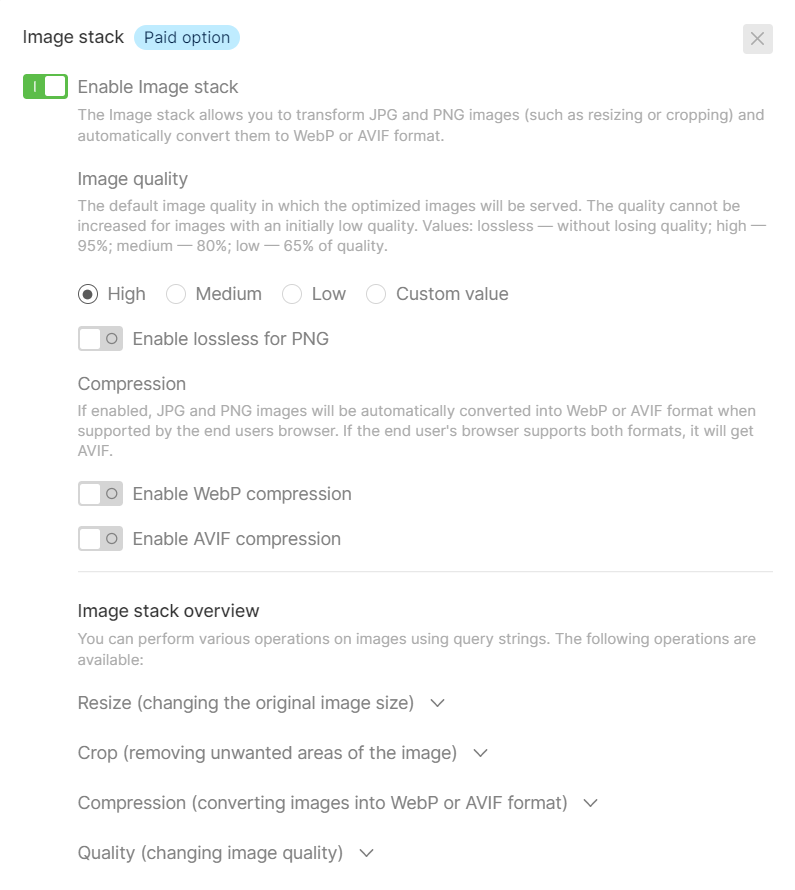 Image stack Paid option
Enable Image stack
The Image stack allows you to transform JPG and PNG images (such as resizing or cropping) and
automatically convert them to WebP or AVIF format.
Image quality
The default image quality in which the optimized images will be served. The quality cannot be
increased for images with an initially low quality. Values: lossless — without losing quality; high —
95%; medium — 80%; low — 65% of quality.
High Medium Low Custom value
Enable lossless for PNG
Compression
If enabled, JPG and PNG images will be automatically converted into WebP or AVIF format when
supported by the end users browser. If the end user's browser supports both formats, it will get
AVIF.
Enable WebP compression
Enable AVIF compression
Image stack overview
You can perform various operations on images using query strings. The following operations are
available:
Resize (changing the original image size)
Crop (removing unwanted areas of the image)
Compression (converting images into WebP or AVIF format)
Quality (changing image quality)